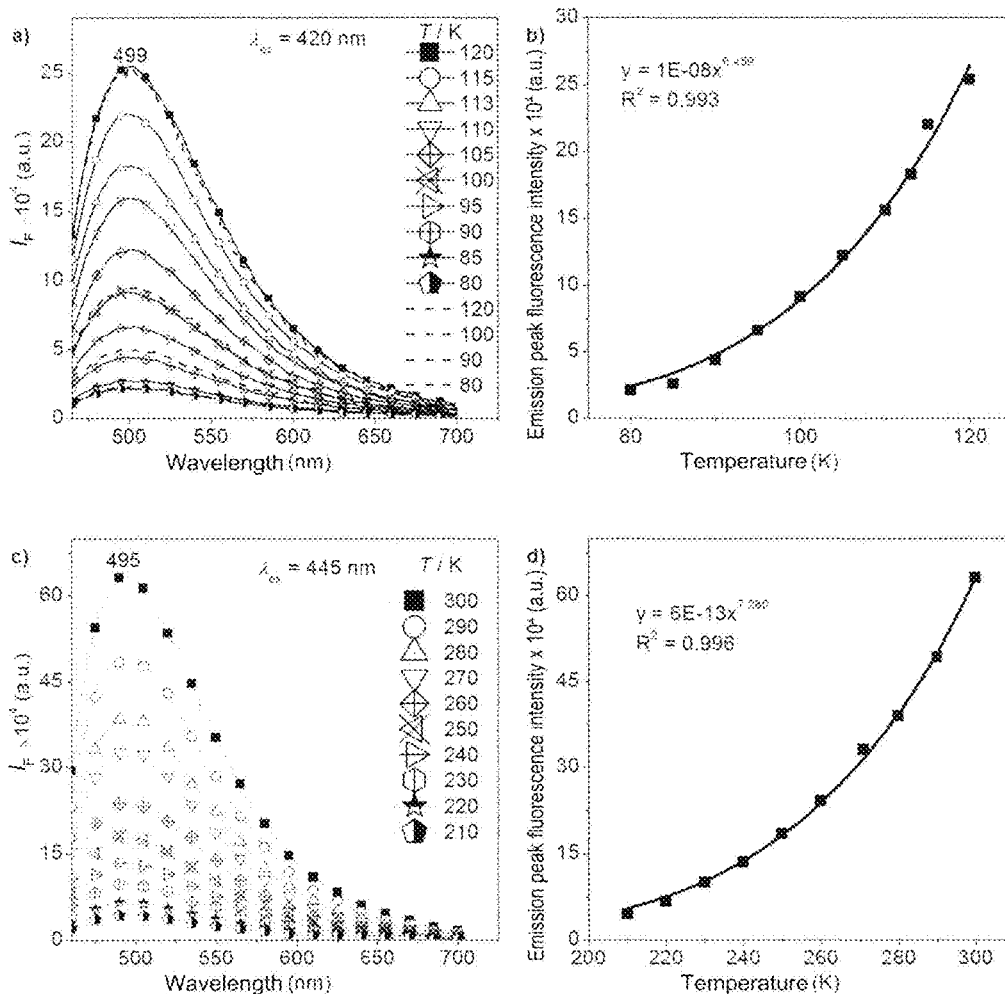 a)
λex = 420 nm
499
T / K
120
115
113
110
105
100
95
90
85
80
120
100
90
80
25
20
15
10
5
0
500 550 600 650 700
Wavelength (nm)
b)
y = 1E-08x
R² = 0.993
Emission peak fluorescence intensity x 10⁴ (a.u.)
30
25
20
15
10
5
0
80 100 120
Temperature (K)
c)
495
λex = 445 nm
T / K
300
290
280
270
260
250
240
230
220
210
IF × 10⁴ (a.u.)
60
45
30
15
0
500 550 600 650 700
Wavelength (nm)
d)
y = 6E-13x
R² = 0.996
Emission peak fluorescence intensity x 10⁴ (a.u.)
60
45
30
15
0
200 220 240 260 280 300
Temperature (K)